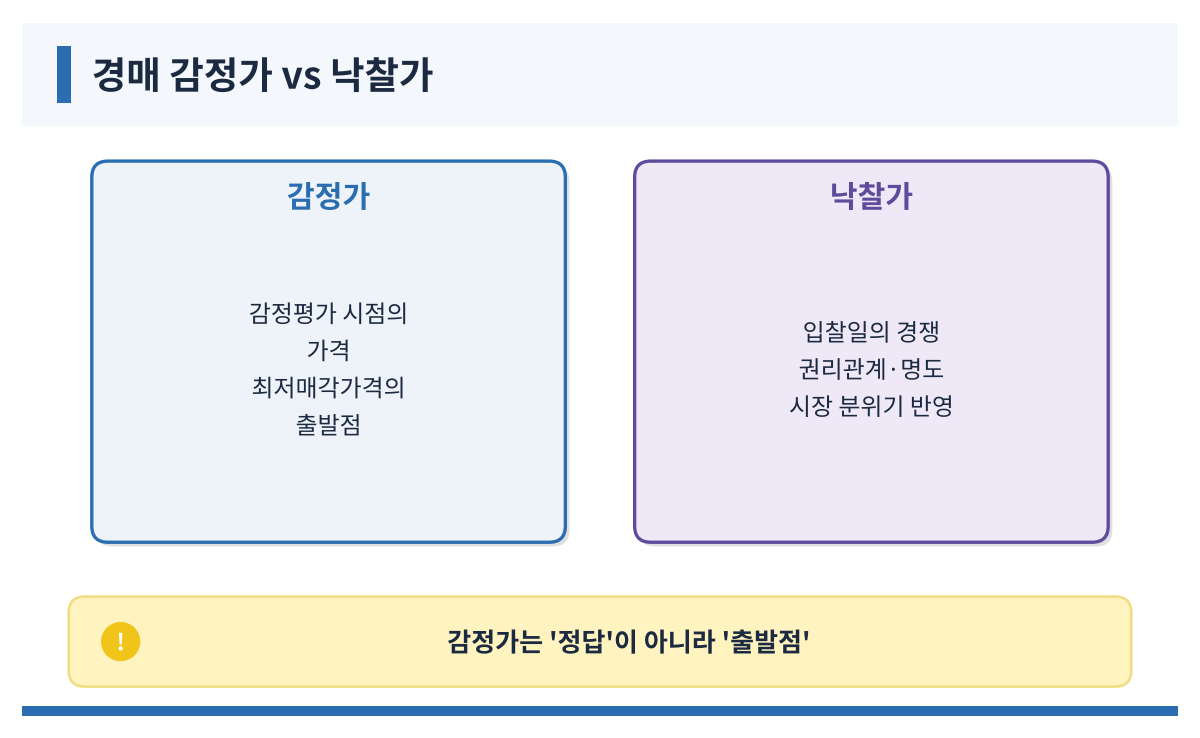 경매 감정가 vs 낙찰가
감정가
감정평가 시점의
가격
최저매각가격의
출발점
낙찰가
입찰일의 경쟁
권리관계·명도
시장 분위기 반영
!
감정가는 '정답'이 아니라 '출발점'